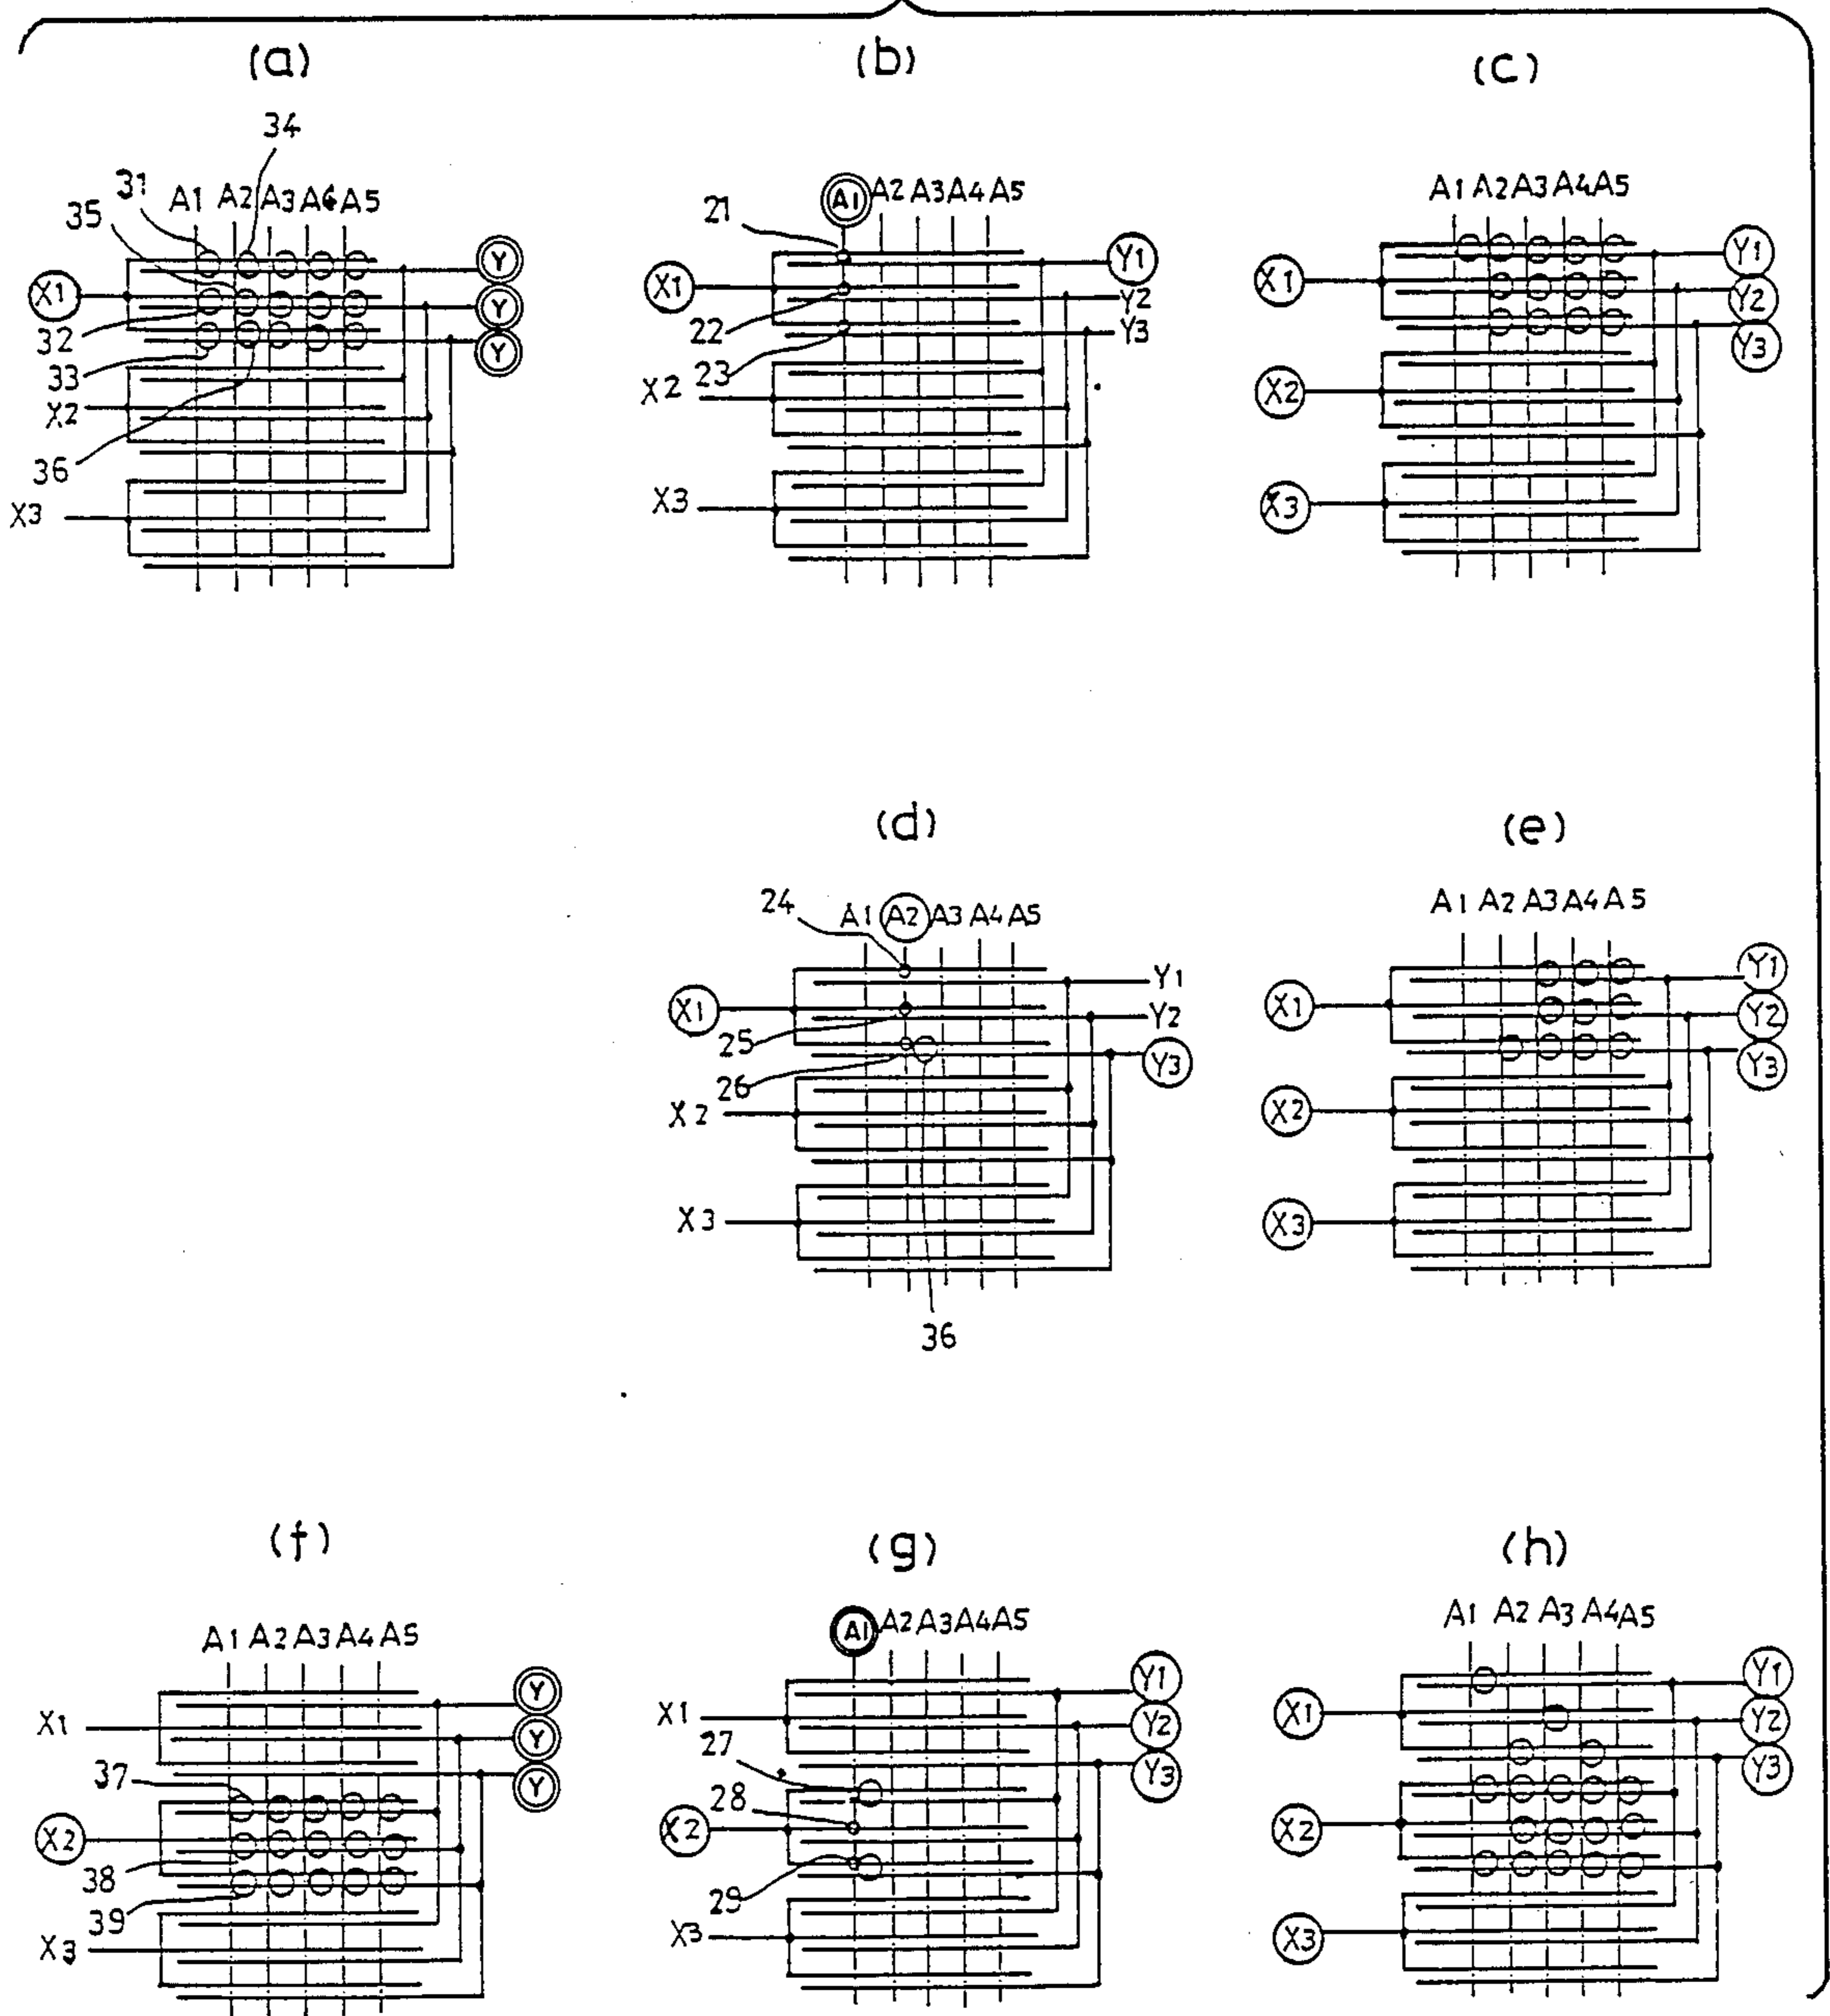 (a)
34
31
35
A1 A2 A3 A4 A5
X1
Y
Y
Y
32
33
X2
36
X3
(b)
21
A1 A2 A3 A4 A5
X1
Y1
Y2
Y3
22
X2 23
X3
(c)
A1 A2 A3 A4 A5
X1
Y1
Y2
Y3
X2
X3
(d)
24
A1 A2 A3 A4 A5
X1
Y1
Y2
Y3
25
26
X2
X3
36
(e)
A1 A2 A3 A4 A5
X1
Y1
Y2
Y3
X2
X3
(f)
A1 A2 A3 A4 A5
X1
Y
Y
Y
37
X2
38
39
X3
(g)
A1 A2 A3 A4 A5
X1
Y1
Y2
Y3
27
28
X2
29
X3
(h)
A1 A2 A3 A4 A5
X1
Y1
Y2
Y3
X2
X3